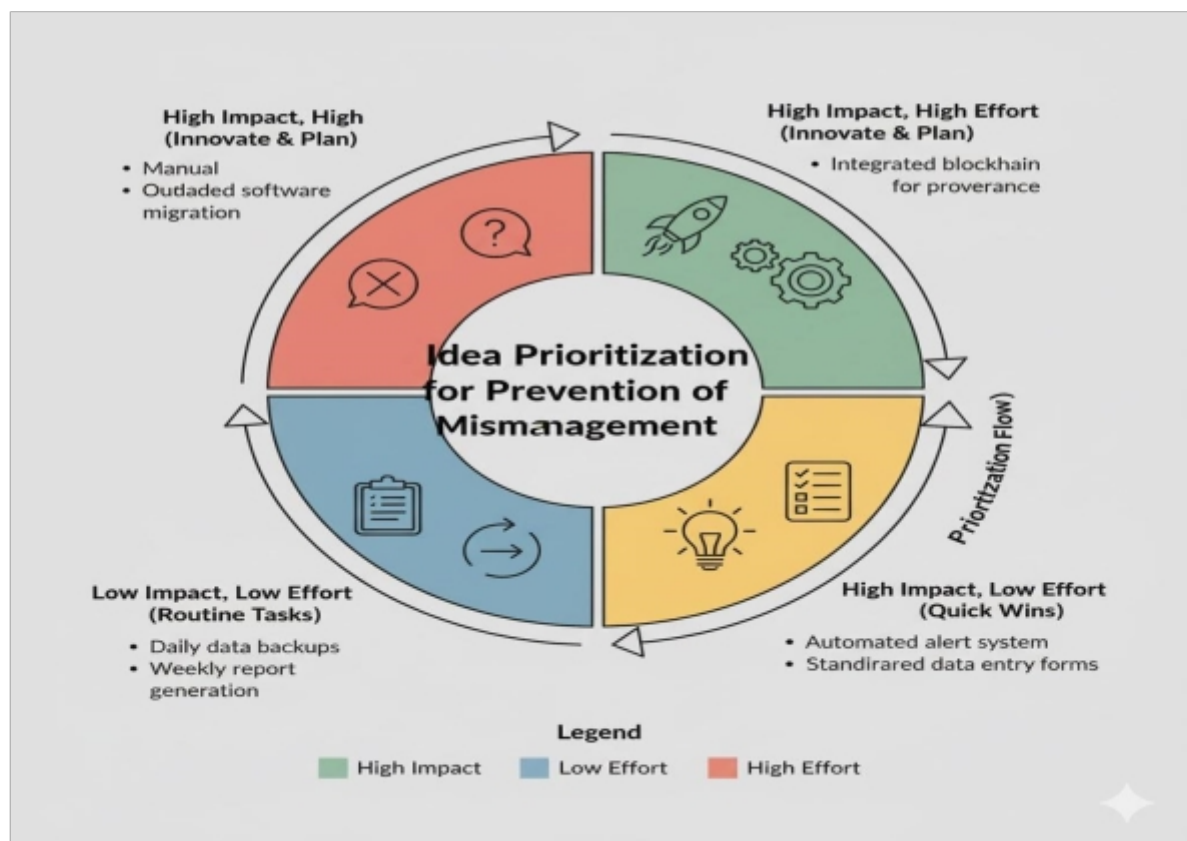 High Impact, High
(Innovate & Plan)
• Manual
• Oudaded software
migration
High Impact, High Effort
(Innovate & Plan)
• Integrated blockhain
for proverance
?
Idea Prioritization
for Prevention of
Mismanagement
Priortization Flow)
Low Impact, Low Effort
(Routine Tasks)
• Daily data backups
• Weekly report
generation
High Impact, Low Effort
(Quick Wins)
• Automated alert system
• Standirared data entry forms
Legend
High Impact
Low Effort
High Effort